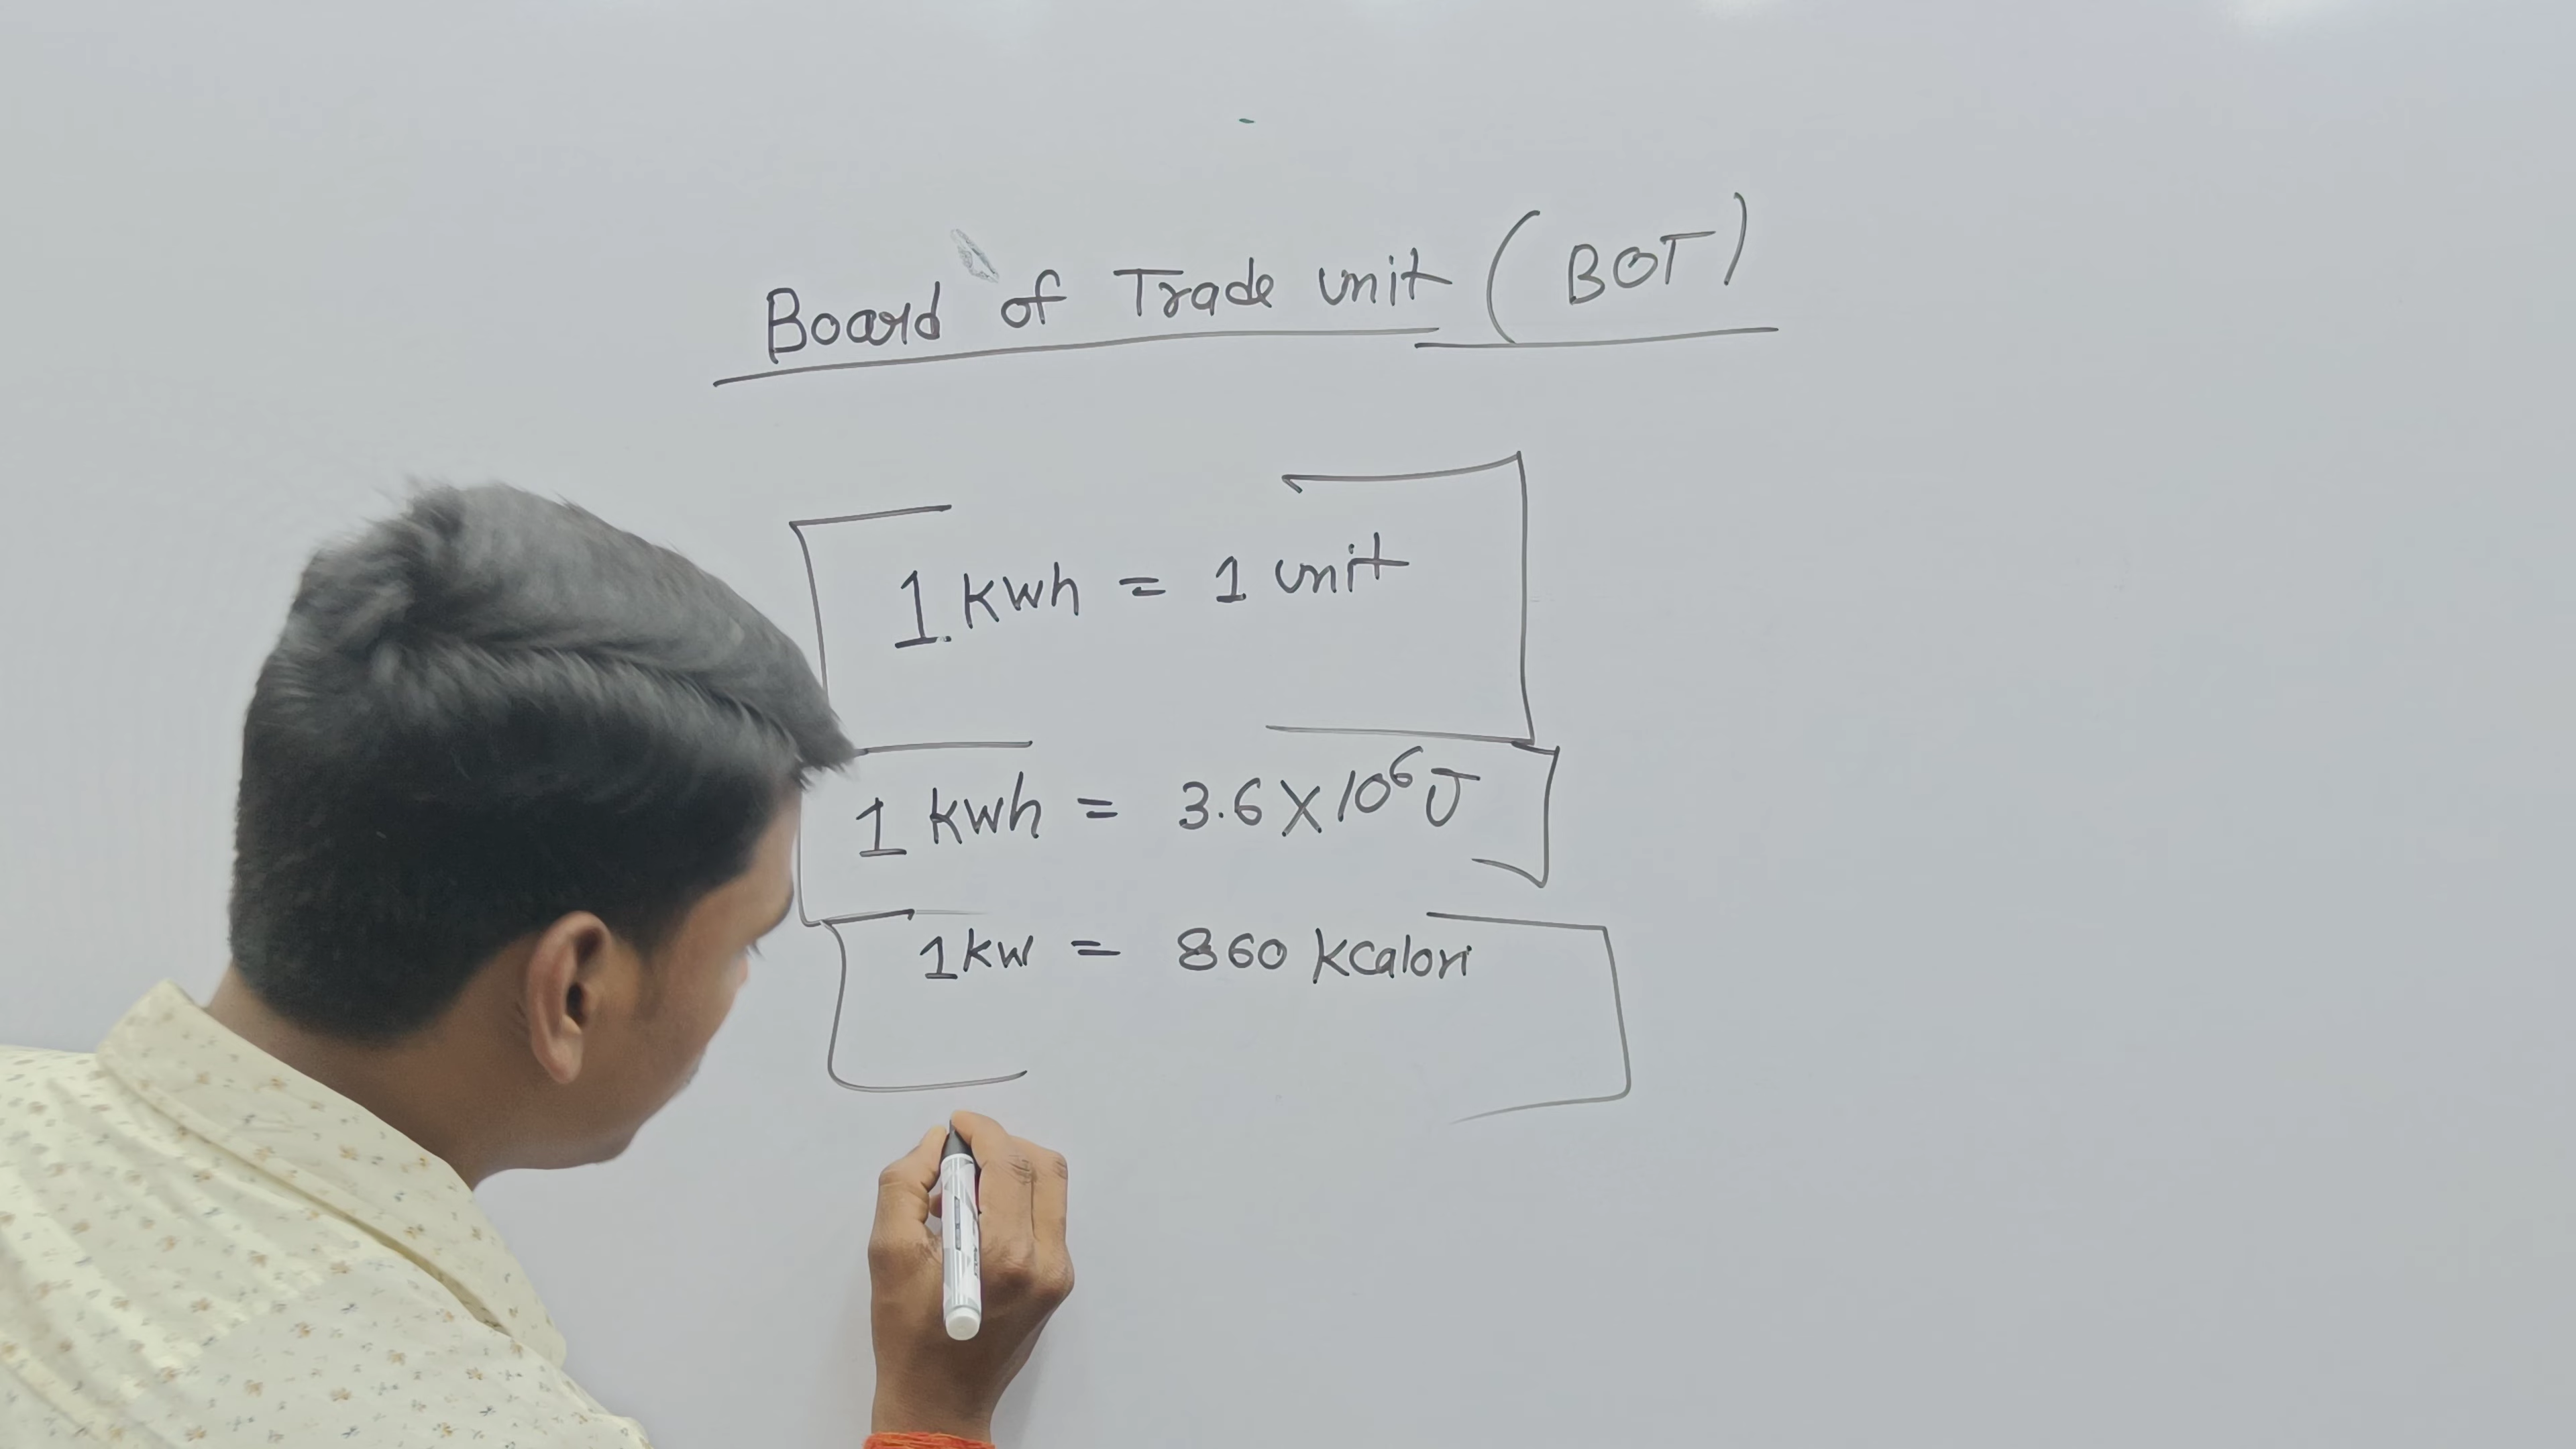 Board of Trade unit (BOT)
1 kwh = 1 unit
1 kwh = 3.6 X 10⁶ J
1 kw = 860 kcalori